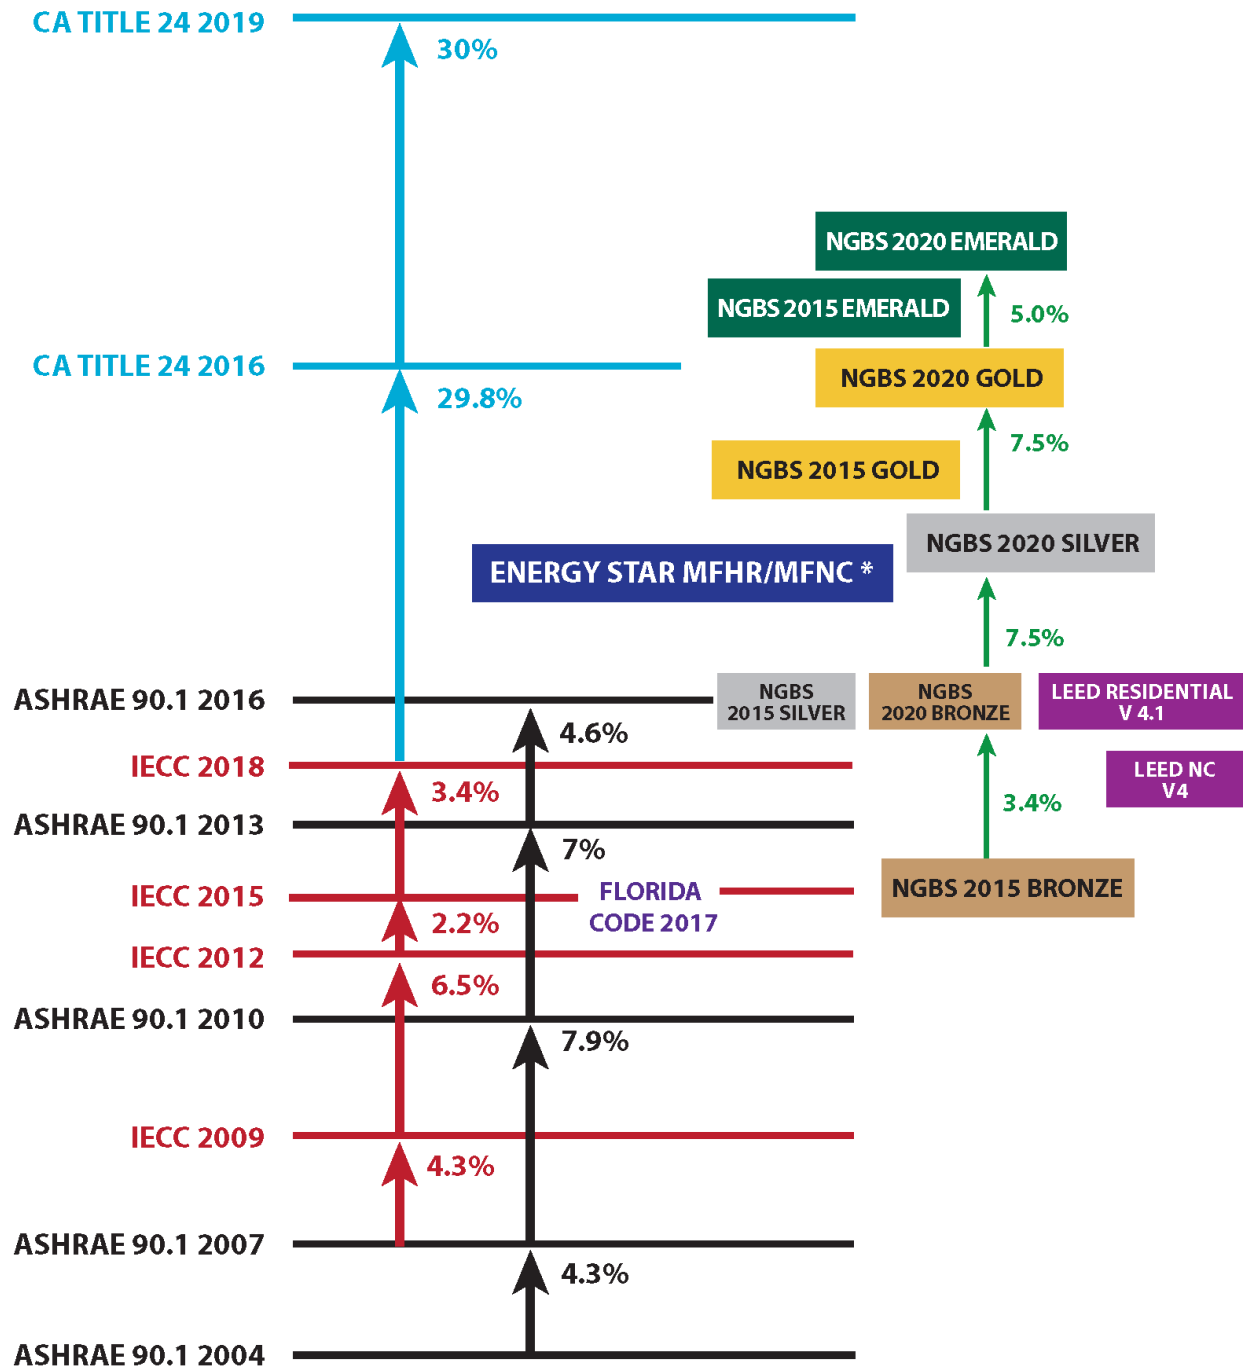 CA TITLE 24 2019
30%
NGBS 2020 EMERALD
NGBS 2015 EMERALD
5.0%
CA TITLE 24 2016
29.8%
NGBS 2020 GOLD
7.5%
NGBS 2015 GOLD
NGBS 2020 SILVER
ENERGY STAR MFHR/MFNC *
7.5%
ASHRAE 90.1 2016
4.6%
NGBS
2015 SILVER
NGBS
2020 BRONZE
LEED RESIDENTIAL
V 4.1
IECC 2018
3.4%
LEED NC
V4
3.4%
ASHRAE 90.1 2013
7%
IECC 2015
2.2%
FLORIDA
CODE 2017
NGBS 2015 BRONZE
IECC 2012
6.5%
ASHRAE 90.1 2010
7.9%
IECC 2009
4.3%
ASHRAE 90.1 2007
4.3%
ASHRAE 90.1 2004